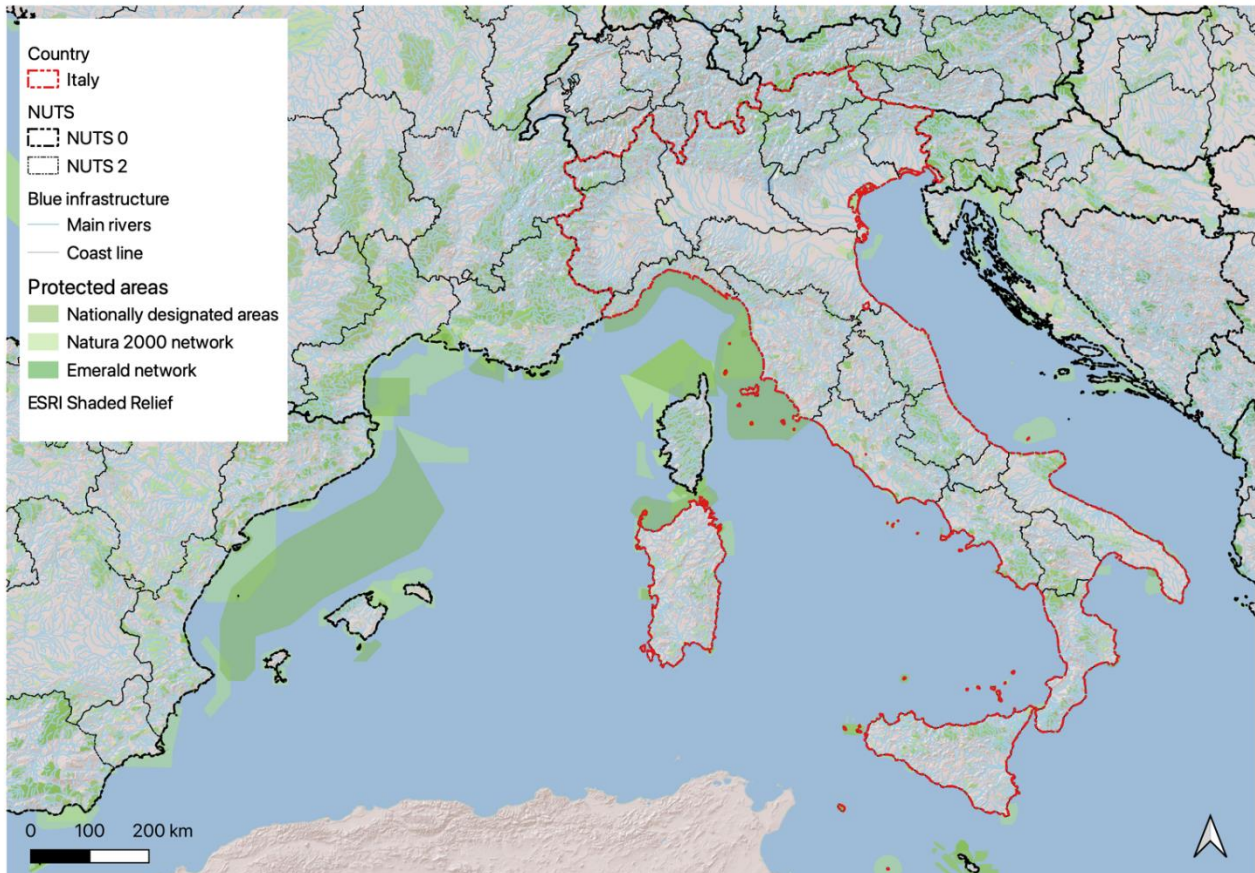 Country
Italy
NUTS
NUTS 0
NUTS 2
Blue infrastructure
Main rivers
Coast line
Protected areas
Nationally designated areas
Natura 2000 network
Emerald network
ESRI Shaded Relief
0 100 200 km